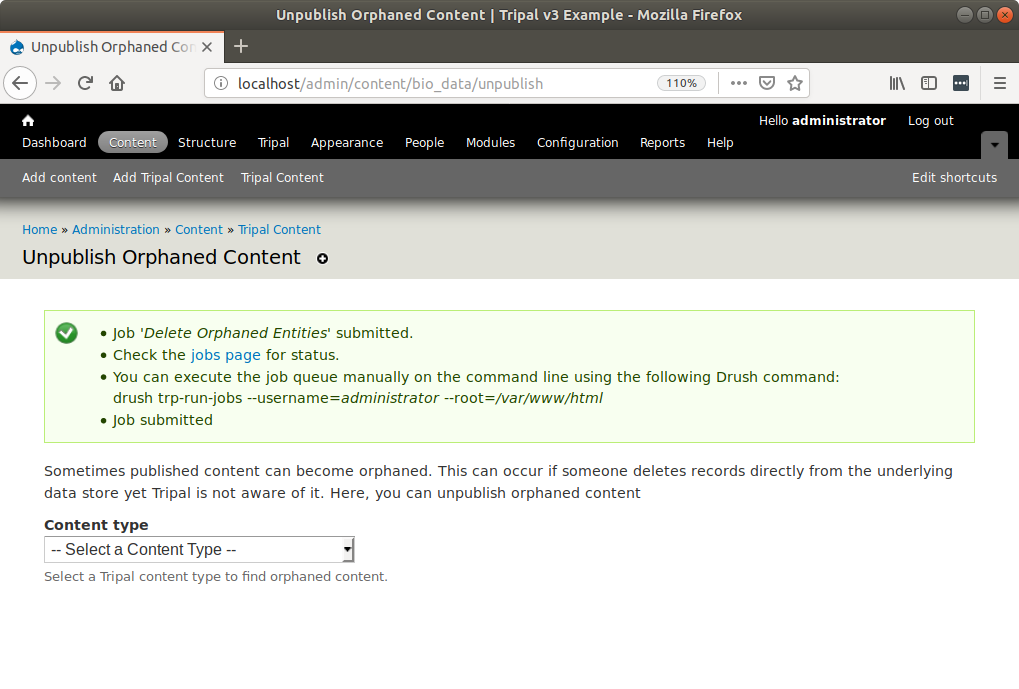 Unpublish Orphaned Content | Tripal v3 Example - Mozilla Firefox
Unpublish Orphaned Con
localhost/admin/content/bio_data/unpublish 110%
Hello administrator Log out
Dashboard Content Structure Tripal Appearance People Modules Configuration Reports Help
Add content Add Tripal Content Tripal Content Edit shortcuts
Home » Administration » Content » Tripal Content
Unpublish Orphaned Content
• Job 'Delete Orphaned Entities' submitted.
• Check the jobs page for status.
• You can execute the job queue manually on the command line using the following Drush command:
drush trp-run-jobs --username=administrator --root=/var/www/html
• Job submitted
Sometimes published content can become orphaned. This can occur if someone deletes records directly from the underlying
data store yet Tripal is not aware of it. Here, you can unpublish orphaned content
Content type
-- Select a Content Type --
Select a Tripal content type to find orphaned content.